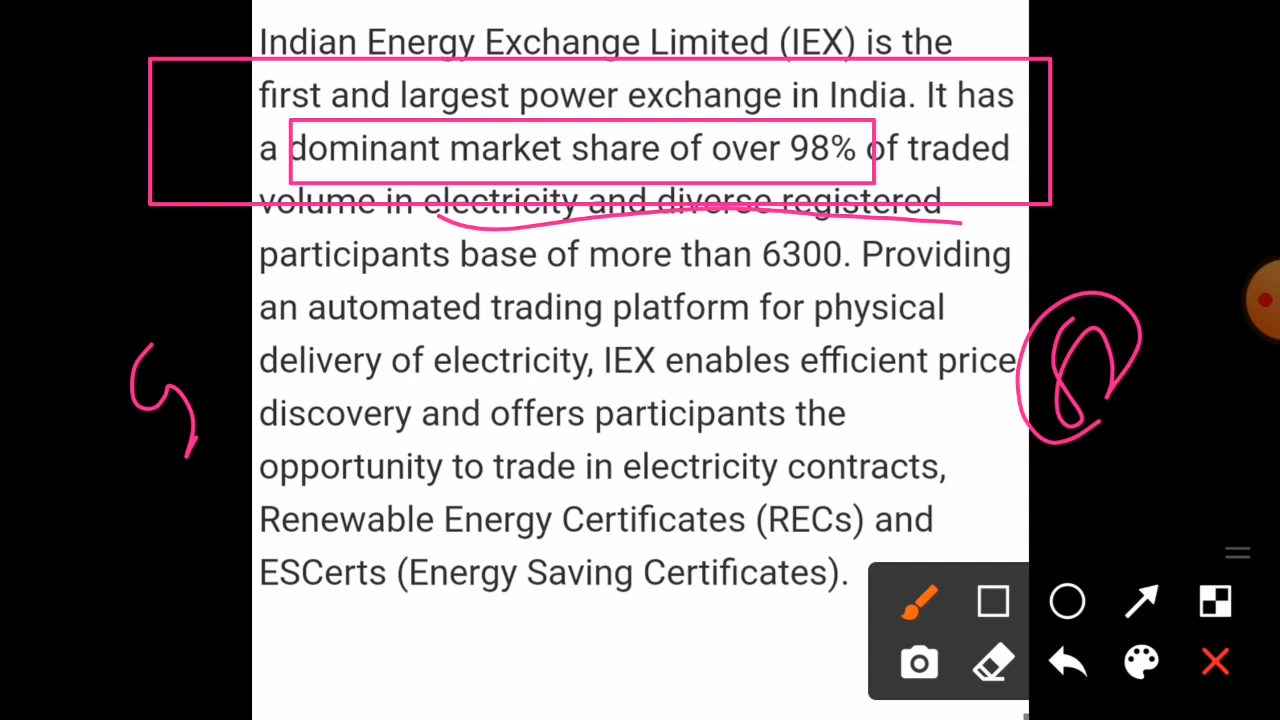 Indian Energy Exchange Limited (IEX) is the
first and largest power exchange in India. It has
a dominant market share of over 98% of traded
volume in electricity and diverse registered
participants base of more than 6300. Providing
an automated trading platform for physical
delivery of electricity, IEX enables efficient price
discovery and offers participants the
opportunity to trade in electricity contracts,
Renewable Energy Certificates (RECs) and
ESCerts (Energy Saving Certificates).